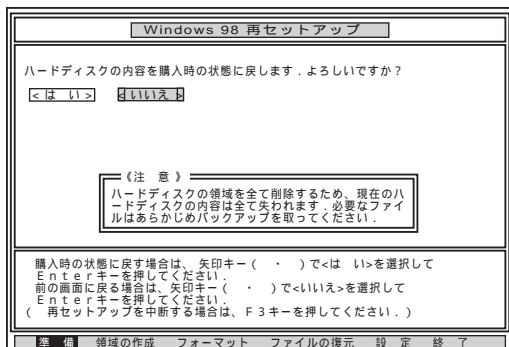 Windows 98 再セットアップ
ハードディスクの内容を購入時の状態に戻します．よろしいですか？
<は い> <いいえ>
《注 意》
ハードディスクの領域を全て削除するため、現在のハ
ードディスクの内容は全て失われます．必要なファイ
ルはあらかじめバックアップを取ってください．
購入時の状態に戻す場合は、矢印キー( ・ )で<は い>を選択して
Ｅｎｔｅｒキーを押してください．
前の画面に戻る場合は、矢印キー( ・ )で<いいえ>を選択して
Ｅｎｔｅｒキーを押してください．
( 再セットアップを中断する場合は、Ｆ３キーを押してください．)
準 備 領域の作成 フォーマット ファイルの復元 設 定 終 了